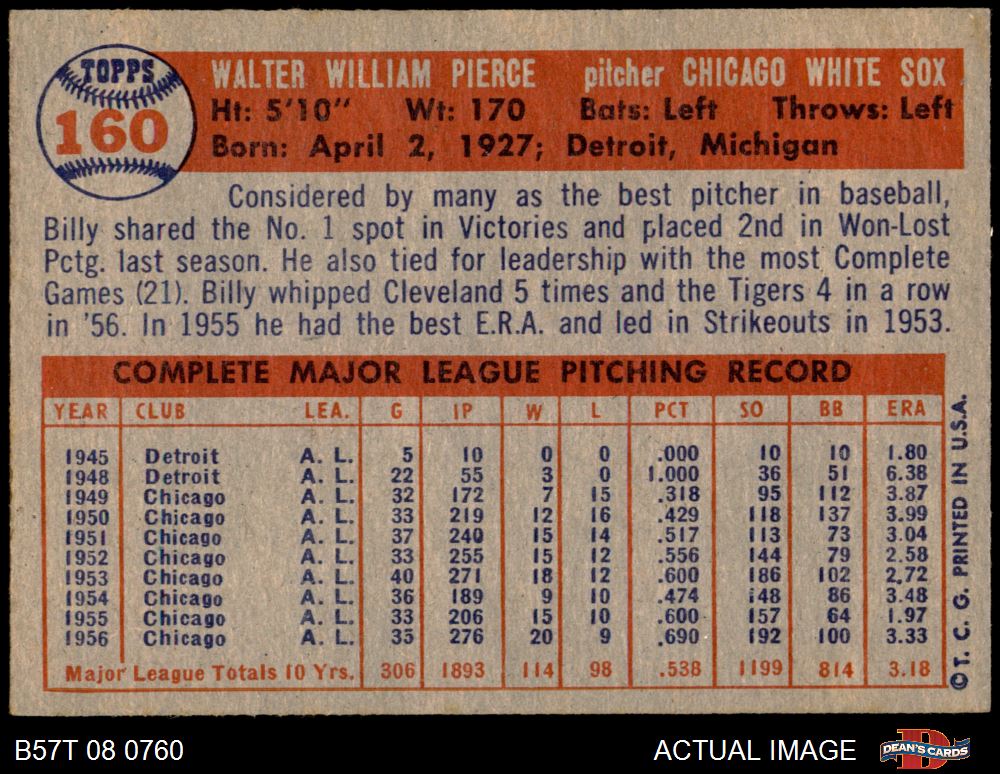 TOPPS
160
WALTER WILLIAM PIERCE pitcher CHICAGO WHITE SOX
Ht: 5'10" Wt: 170 Bats: Left Throws: Left
Born: April 2, 1927; Detroit, Michigan
Considered by many as the best pitcher in baseball,
Billy shared the No. 1 spot in Victories and placed 2nd in Won-Lost
Pctg. last season. He also tied for leadership with the most Complete
Games (21). Billy whipped Cleveland 5 times and the Tigers 4 in a row
in '56. In 1955 he had the best E.R.A. and led in Strikeouts in 1953.
COMPLETE MAJOR LEAGUE PITCHING RECORD
YEAR CLUB LEA. G IP W L PCT SO BB ERA
1945 Detroit A. L. 5 10 0 0 .000 10 10 1.80
1948 Detroit A. L. 22 55 3 0 1.000 36 51 6.38
1949 Chicago A. L. 32 172 7 15 .318 95 112 3.87
1950 Chicago A. L. 33 219 12 16 .429 118 137 3.99
1951 Chicago A. L. 37 240 15 14 .517 113 73 3.04
1952 Chicago A. L. 33 255 15 12 .556 144 79 2.58
1953 Chicago A. L. 40 271 18 12 .600 186 102 2.72
1954 Chicago A. L. 36 189 9 10 .474 148 86 3.48
1955 Chicago A. L. 33 206 15 10 .600 157 64 1.97
1956 Chicago A. L. 35 276 20 9 .690 192 100 3.33
Major League Totals 10 Yrs. 306 1893 114 98 .538 1199 814 3.18
©T. C. G. PRINTED IN U.S.A.
B57T 08 0760 ACTUAL IMAGE DEAN'S CARDS